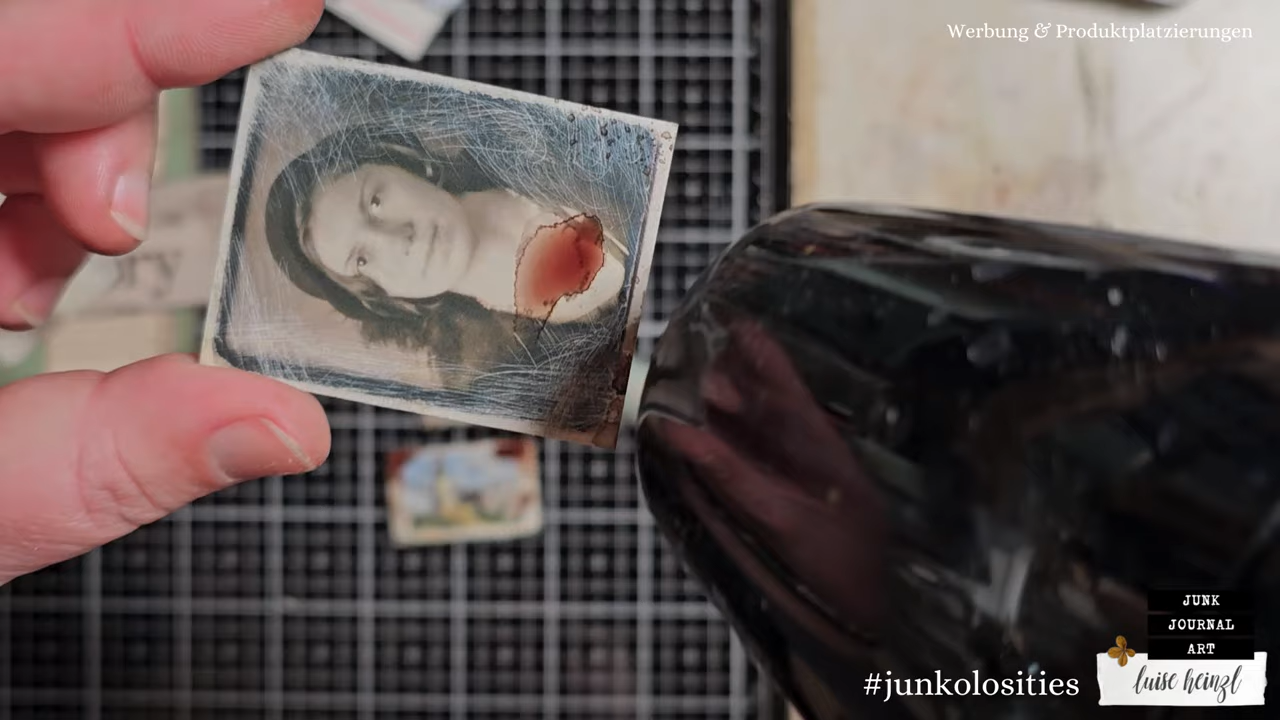 Werbung & Produktplatzierungen
JUNK
JOURNAL
ART
#junkolosities
luise heinzl